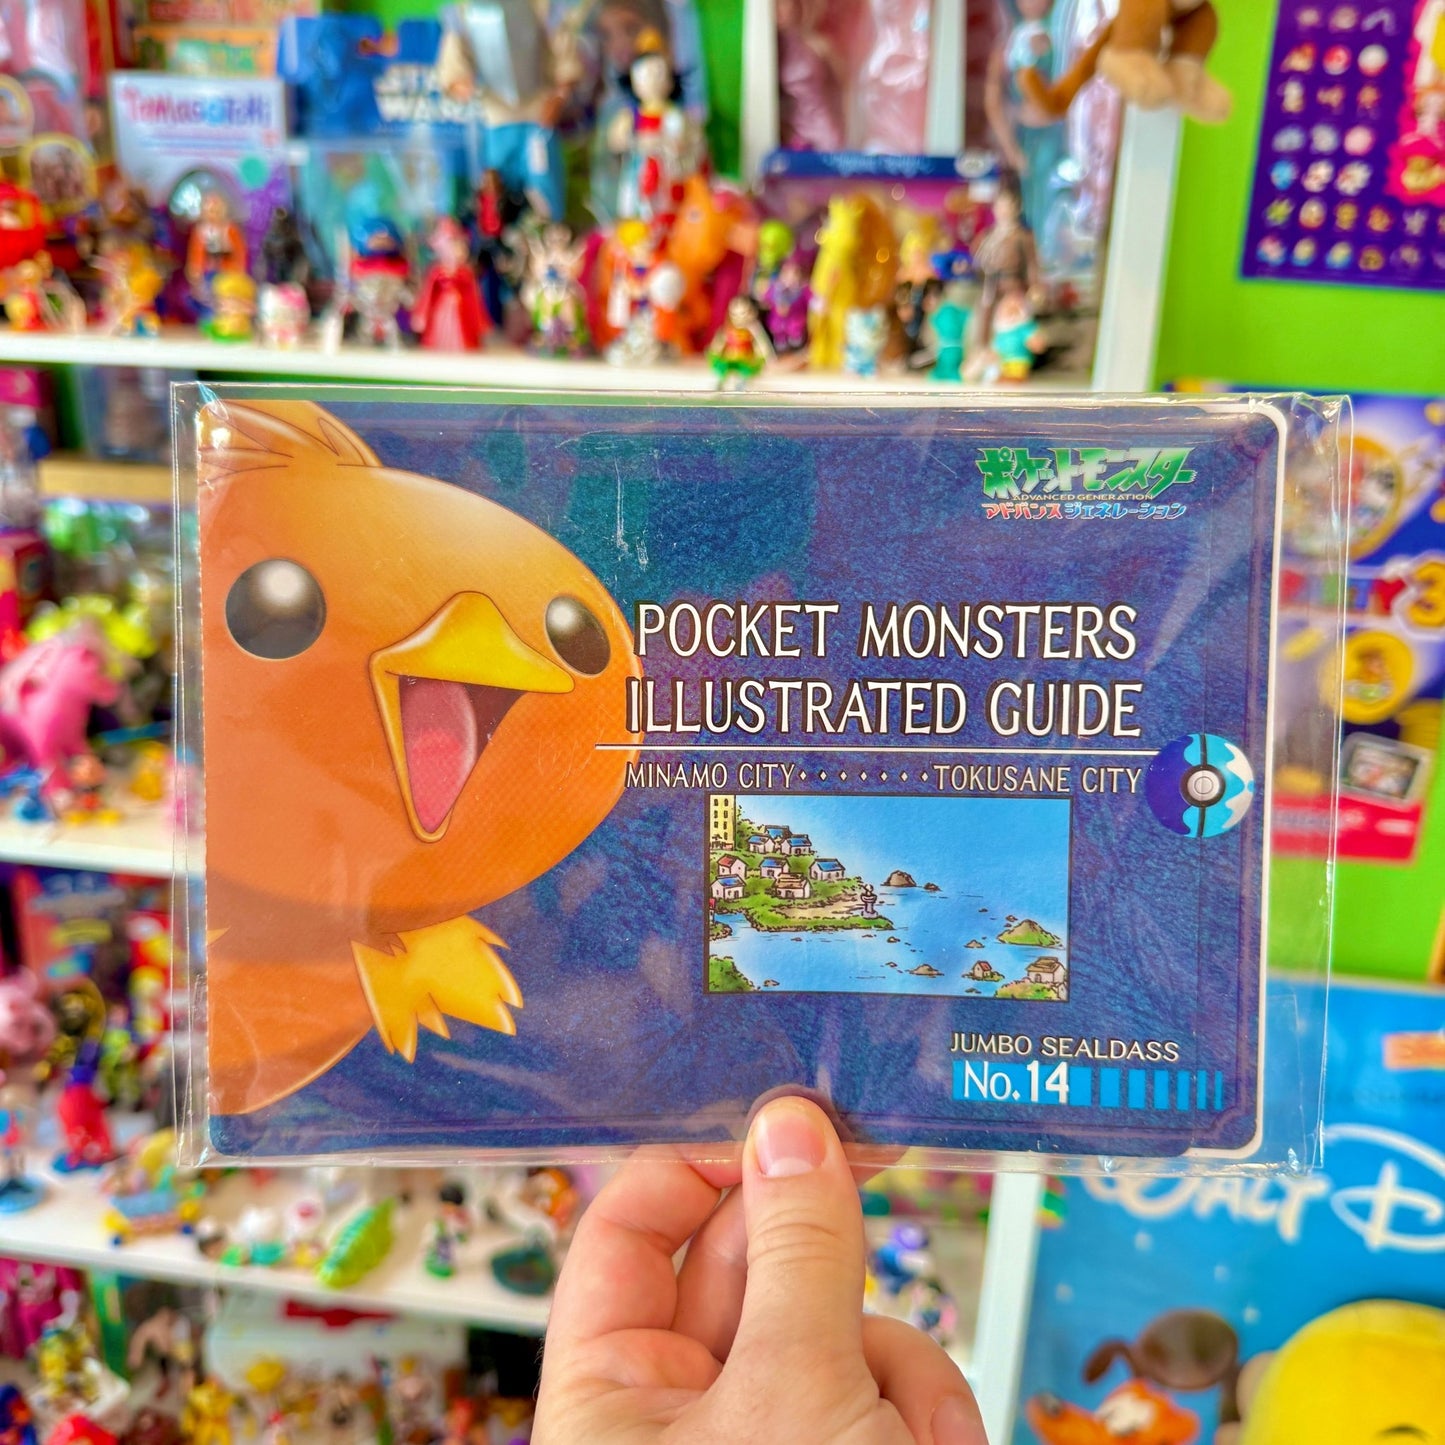 TamaGoTcHi
STAR
WARS
ポケットモンスター
ADVANCED GENERATION
アドバンスジェネレーション
POCKET MONSTERS
ILLUSTRATED GUIDE
MINAMO CITY・・・・・・・TOKUSANE CITY
JUMBO SEALDASS
No.14
WALT D